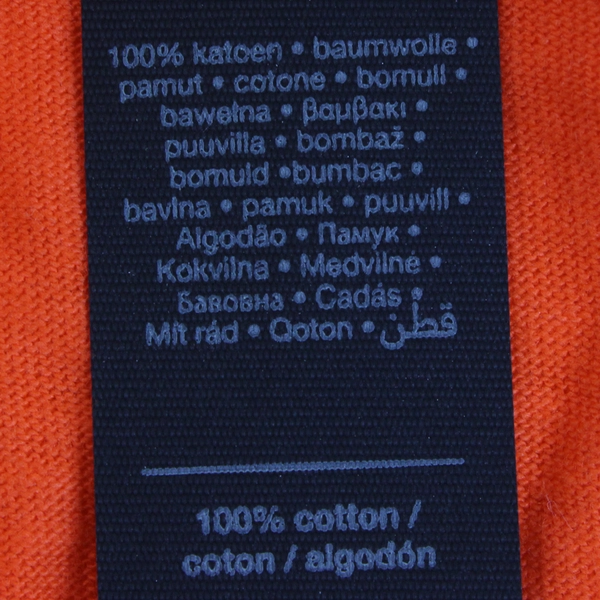 100% katoen • baumwolle •
pamut • cotone • bomull •
bawełna • βαμβακι •
puuvilla • bombaž •
bomuld •bumbac •
bavlna • pamuk • puuvill •
Algodão • Памук •
Kokvilna • Medvilne •
Бавовна • Cadás •
Mít rád • Qoton • قطن
100% cotton /
coton / algodón